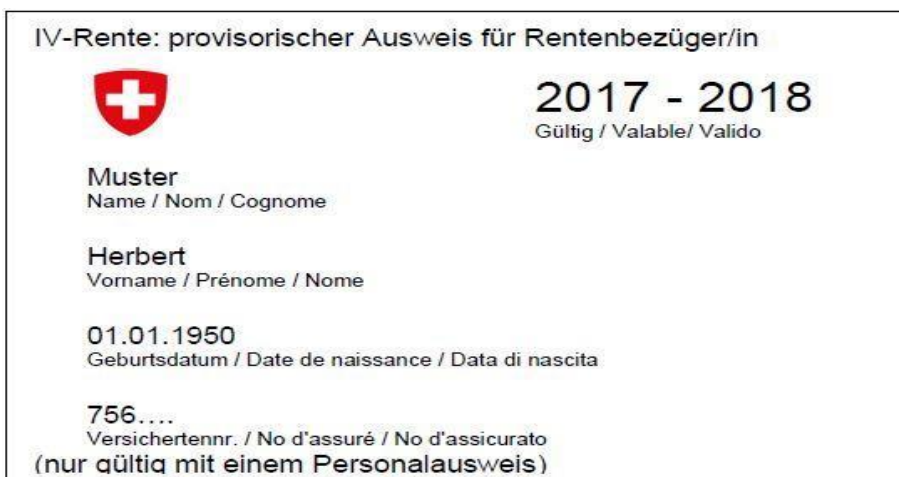 IV-Rente: provisorischer Ausweis für Rentenbezüger/in
2017 - 2018
Gültig / Valable/ Valido
Muster
Name / Nom / Cognome
Herbert
Vorname / Prénome / Nome
01.01.1950
Geburtsdatum / Date de naissance / Data di nascita
756....
Versichertennr. / No d'assuré / No d'assicurato
(nur gültig mit einem Personalausweis)